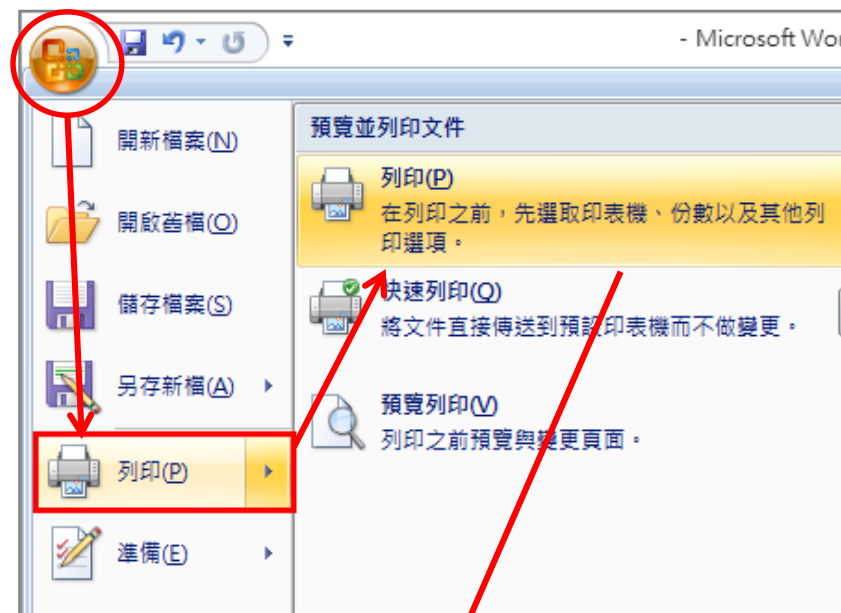 - Microsoft Wor
開新檔案(N)
開啟舊檔(O)
儲存檔案(S)
另存新檔(A)
列印(P)
準備(E)
預覽並列印文件
列印(P)
在列印之前，先選取印表機、份數以及其他列
印選項。
快速列印(Q)
將文件直接傳送到預設印表機而不做變更。
預覽列印(V)
列印之前預覽與變更頁面。